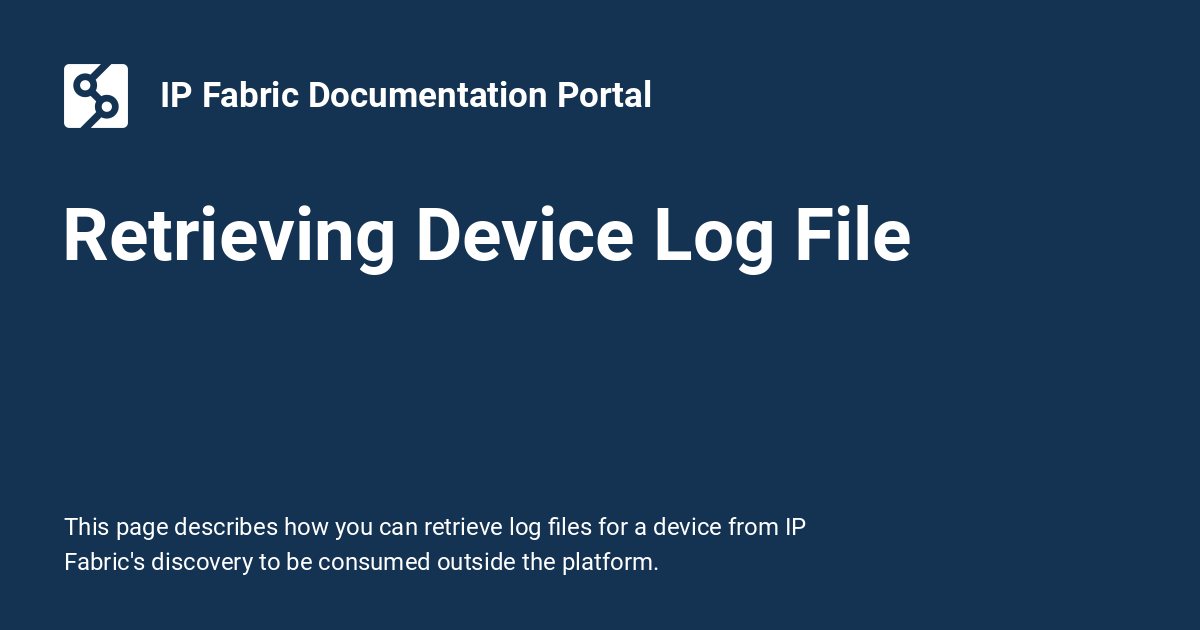 IP Fabric Documentation Portal
Retrieving Device Log File
This page describes how you can retrieve log files for a device from IP
Fabric's discovery to be consumed outside the platform.